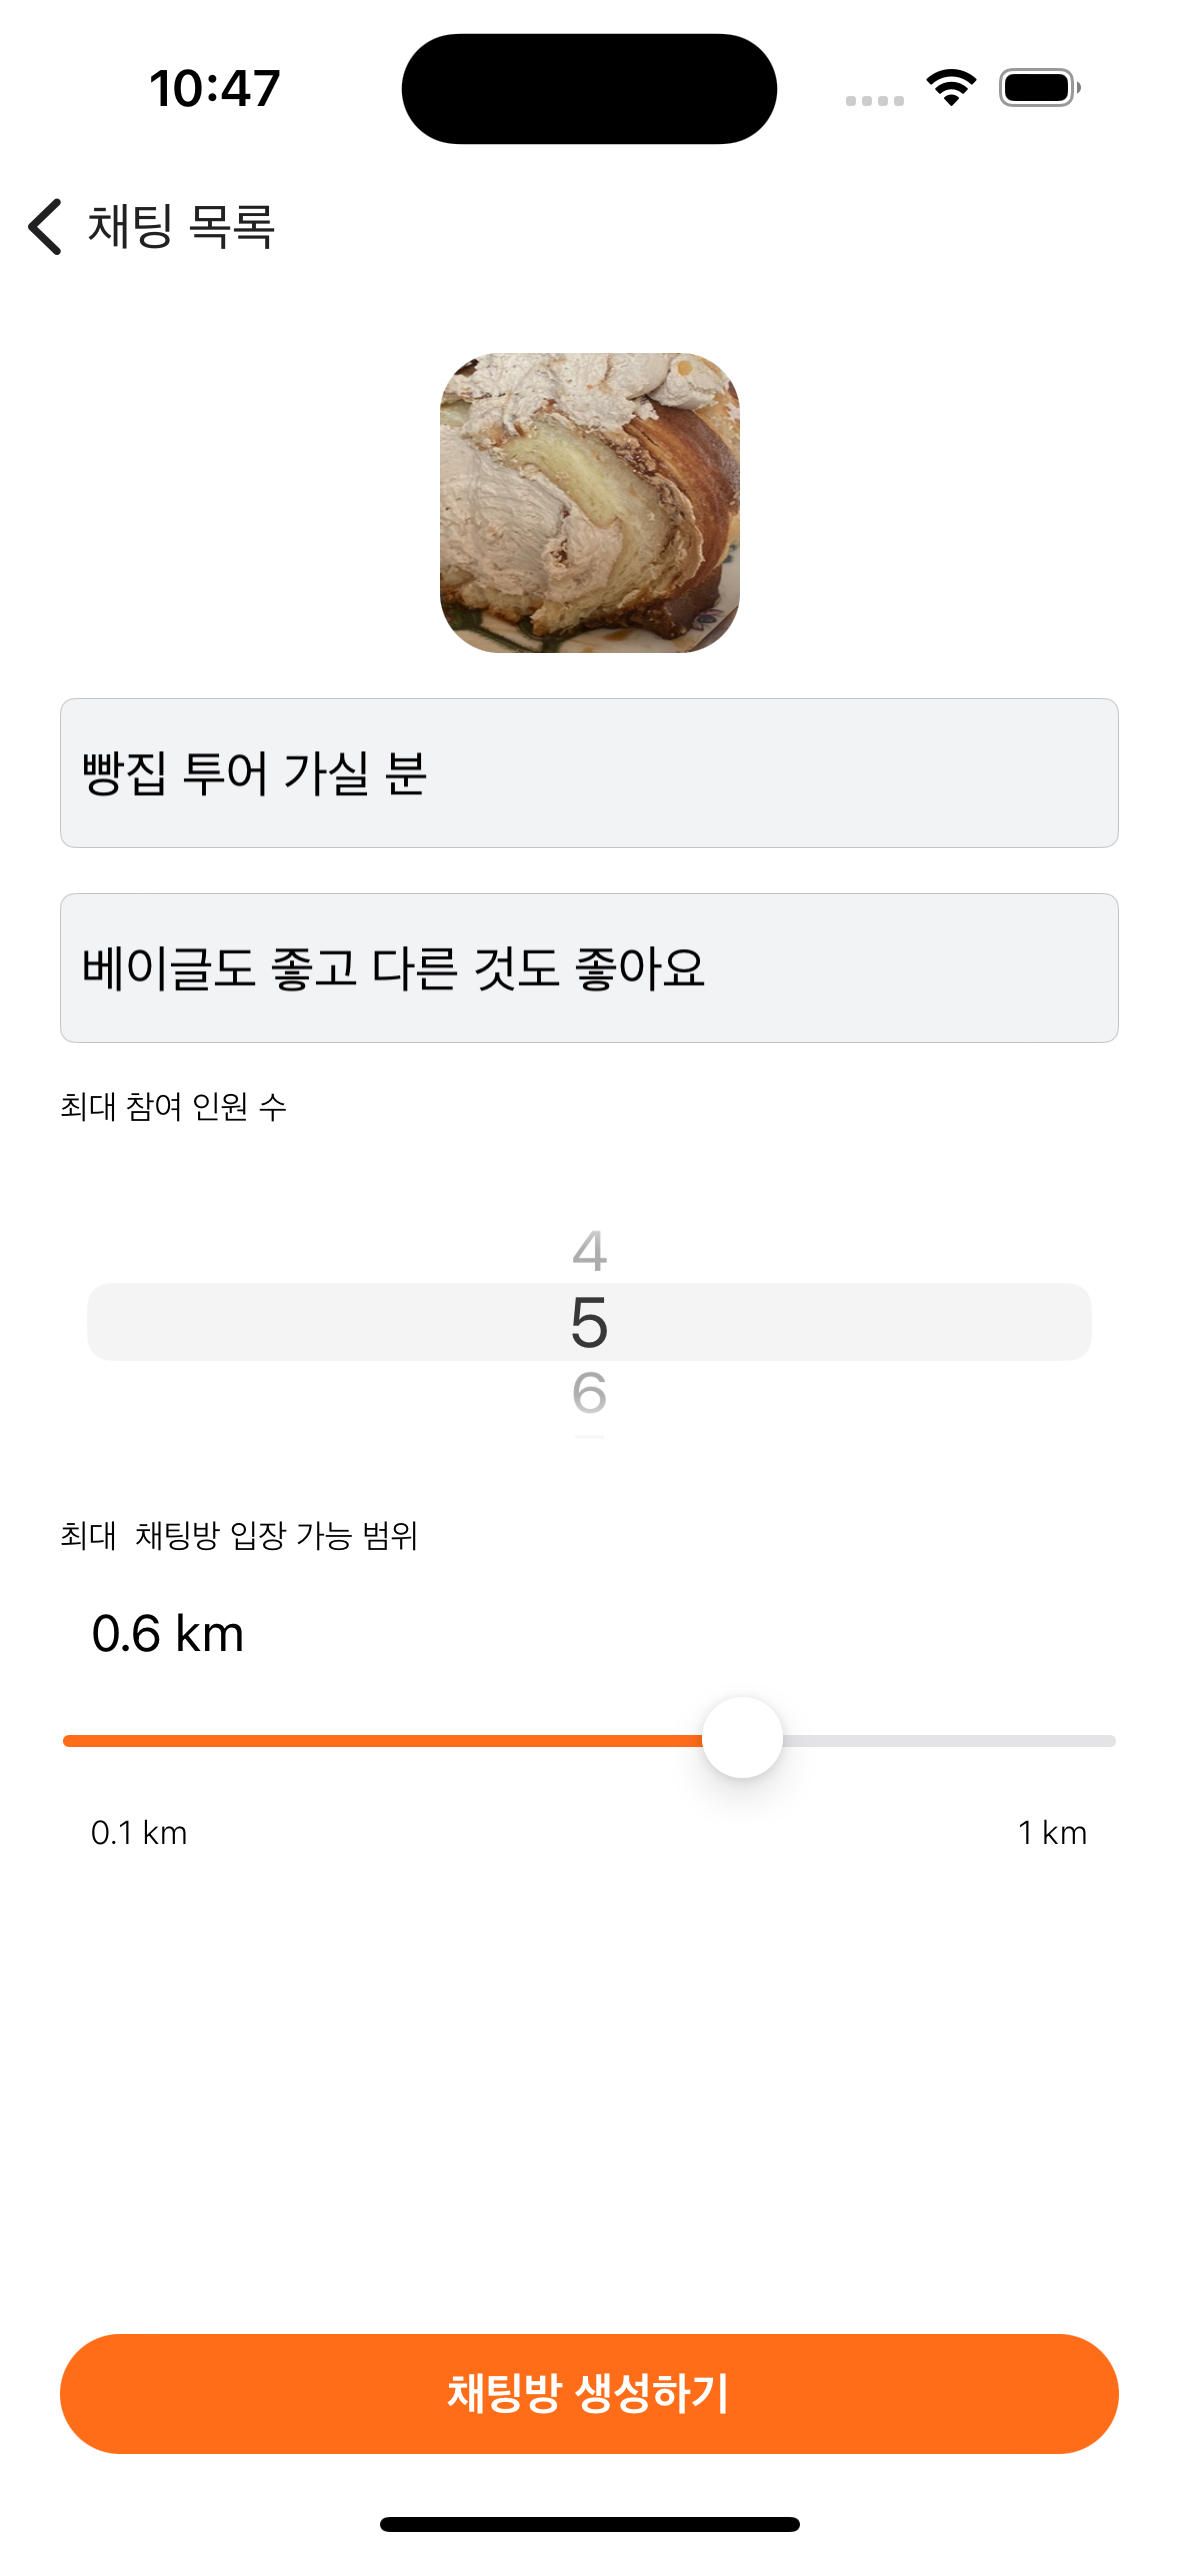 10:47
채팅 목록
빵집 투어 가실 분
베이글도 좋고 다른 것도 좋아요
최대 참여 인원 수
4
5
6
최대 채팅방 입장 가능 범위
0.6 km
0.1 km
1 km
채팅방 생성하기